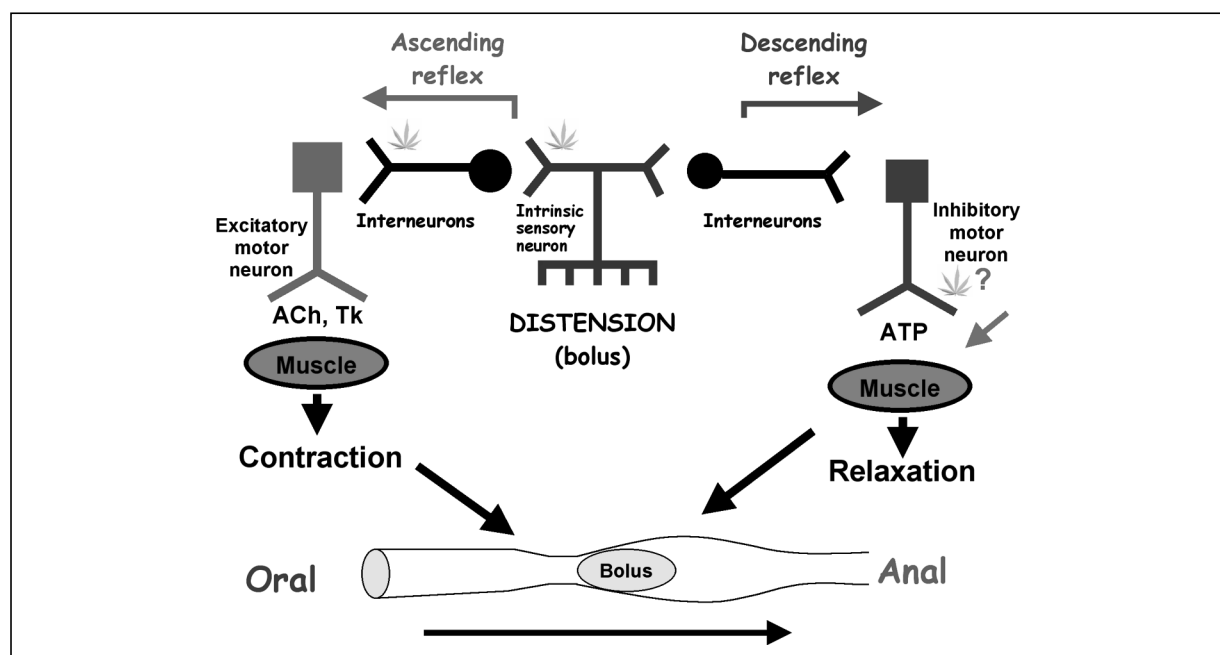 Ascending
reflex
Descending
reflex
Excitatory
motor
neuron
Interneurons
Intrinsic
sensory
neuron
Interneurons
Inhibitory
motor
neuron
?
ACh, Tk
DISTENSION
(bolus)
ATP
Muscle
Muscle
Contraction
Relaxation
Oral
Bolus
Anal